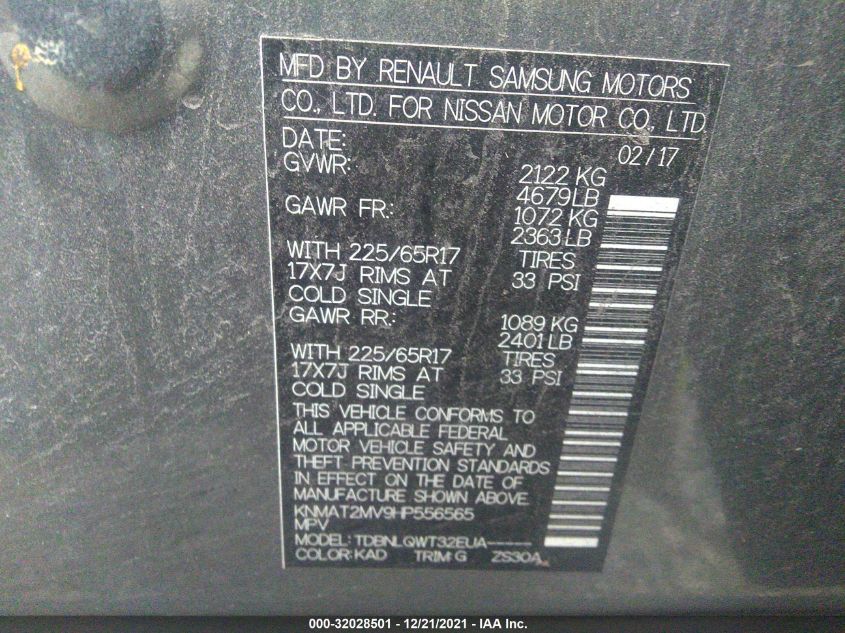 MFD BY RENAULT SAMSUNG MOTORS
CO., LTD. FOR NISSAN MOTOR CO., LTD.
DATE: 02/17
GVWR: 2122 KG
4679 LB
GAWR FR.: 1072 KG
2363 LB
WITH 225/65R17 TIRES
17X7J RIMS AT 33 PSI
COLD SINGLE
GAWR RR.: 1089 KG
2401 LB
WITH 225/65R17 TIRES
17X7J RIMS AT 33 PSI
COLD SINGLE
THIS VEHICLE CONFORMS TO
ALL APPLICABLE FEDERAL
MOTOR VEHICLE SAFETY AND
THEFT PREVENTION STANDARDS
IN EFFECT ON THE DATE OF
MANUFACTURE SHOWN ABOVE.
KNMAT2MV9HP556565
MPV
MODEL: TDBNLQWT32EUA-----
COLOR: KAD TRIM: G ZS30A
000-32028501 - 12/21/2021 - IAA Inc.